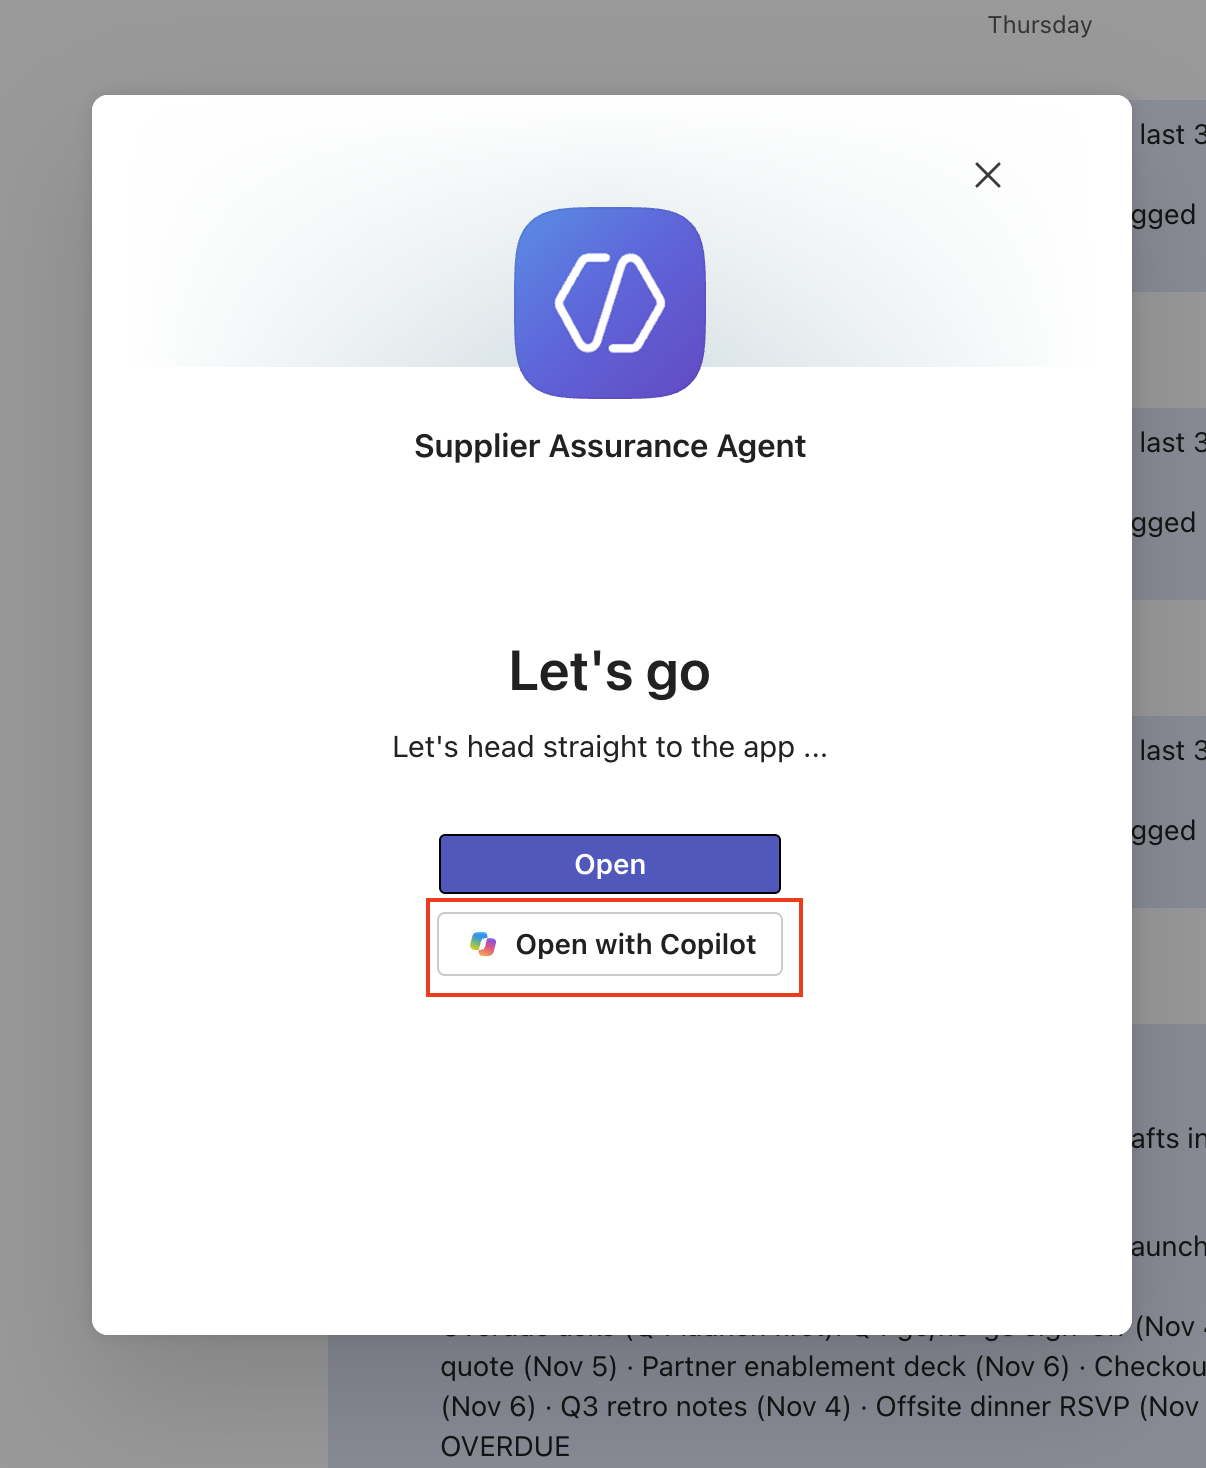 Thursday
last 3
gged
Supplier Assurance Agent
last 3
gged
Let's go
Let's head straight to the app ...
last 3
gged
Open
Open with Copilot
afts in
aunch
(Nov
quote (Nov 5) · Partner enablement deck (Nov 6) · Checkou
(Nov 6) · Q3 retro notes (Nov 4) · Offsite dinner RSVP (Nov
OVERDUE